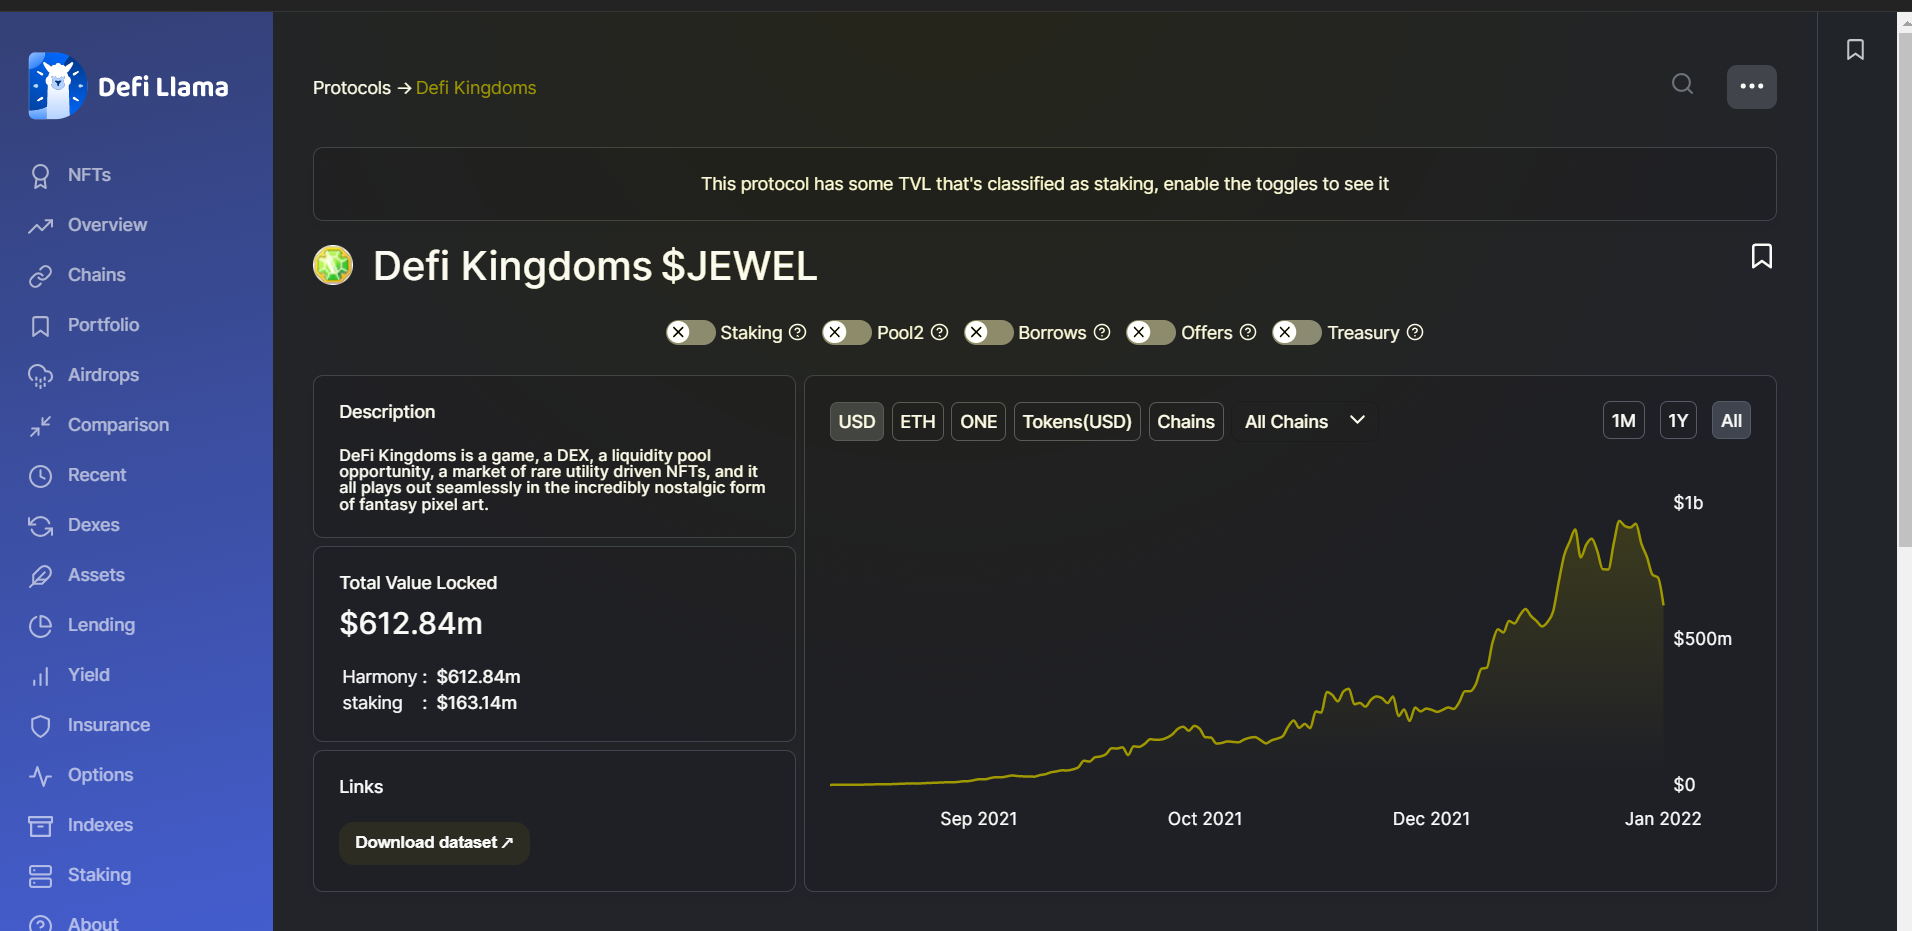 Defi Llama
NFTs
Overview
Chains
Portfolio
Airdrops
Comparison
Recent
Dexes
Assets
Lending
Yield
Insurance
Options
Indexes
Staking
About
Protocols → Defi Kingdoms
This protocol has some TVL that's classified as staking, enable the toggles to see it
Defi Kingdoms $JEWEL
Staking Pool2 Borrows Offers Treasury
Description
DeFi Kingdoms is a game, a DEX, a liquidity pool
opportunity, a market of rare utility driven NFTs, and it
all plays out seamlessly in the incredibly nostalgic form
of fantasy pixel art.
Total Value Locked
$612.84m
Harmony : $612.84m
staking : $163.14m
Links
Download dataset ↗
USD ETH ONE Tokens(USD) Chains All Chains 1M 1Y All
$1b
$500m
$0
Sep 2021 Oct 2021 Dec 2021 Jan 2022